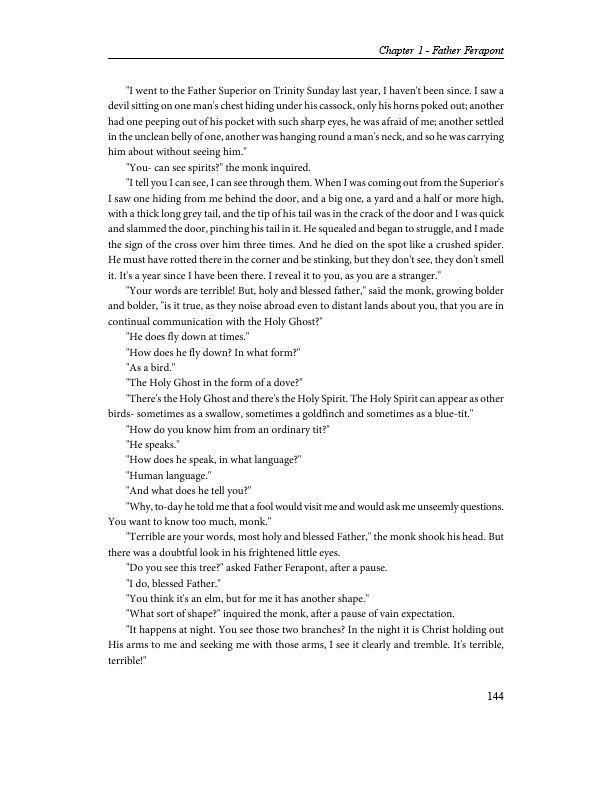 Chapter 1 - Father Ferapont
"I went to the Father Superior on Trinity Sunday last year, I haven't been since. I saw a
devil sitting on one man's chest hiding under his cassock, only his horns poked out; another
had one peeping out of his pocket with such sharp eyes, he was afraid of me; another settled
in the unclean belly of one, another was hanging round a man's neck, and so he was carrying
him about without seeing him."
"You- can see spirits?" the monk inquired.
"I tell you I can see, I can see through them. When I was coming out from the Superior's
I saw one hiding from me behind the door, and a big one, a yard and a half or more high,
with a thick long grey tail, and the tip of his tail was in the crack of the door and I was quick
and slammed the door, pinching his tail in it. He squealed and began to struggle, and I made
the sign of the cross over him three times. And he died on the spot like a crushed spider.
He must have rotted there in the corner and be stinking, but they don't see, they don't smell
it. It's a year since I have been there. I reveal it to you, as you are a stranger."
"Your words are terrible! But, holy and blessed father," said the monk, growing bolder
and bolder, "is it true, as they noise abroad even to distant lands about you, that you are in
continual communication with the Holy Ghost?"
"He does fly down at times."
"How does he fly down? In what form?"
"As a bird."
"The Holy Ghost in the form of a dove?"
"There's the Holy Ghost and there's the Holy Spirit. The Holy Spirit can appear as other
birds- sometimes as a swallow, sometimes a goldfinch and sometimes as a blue-tit."
"How do you know him from an ordinary tit?"
"He speaks."
"How does he speak, in what language?"
"Human language."
"And what does he tell you?"
"Why, to-day he told me that a fool would visit me and would ask me unseemly questions.
You want to know too much, monk."
"Terrible are your words, most holy and blessed Father," the monk shook his head. But
there was a doubtful look in his frightened little eyes.
"Do you see this tree?" asked Father Ferapont, after a pause.
"I do, blessed Father."
"You think it's an elm, but for me it has another shape."
"What sort of shape?" inquired the monk, after a pause of vain expectation.
"It happens at night. You see those two branches? In the night it is Christ holding out
His arms to me and seeking me with those arms, I see it clearly and tremble. It's terrible,
terrible!"
144